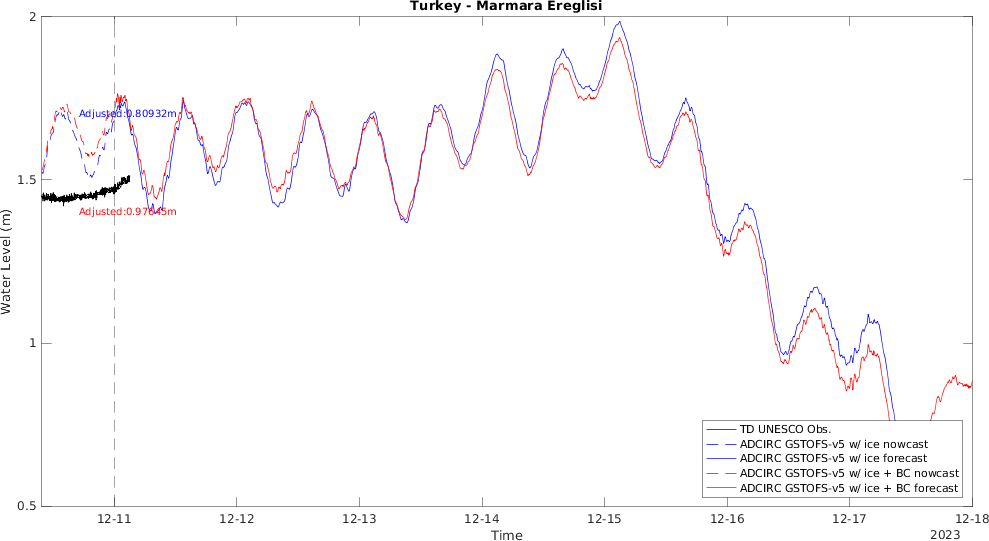 Turkey - Marmara Ereglisi
2
1.5
1
0.5
Water Level (m)
Adjusted:0.80932m
Adjusted:0.97645m
TD UNESCO Obs.
ADCIRC GSTOFS-v5 w/ ice nowcast
ADCIRC GSTOFS-v5 w/ ice forecast
ADCIRC GSTOFS-v5 w/ ice + BC nowcast
ADCIRC GSTOFS-v5 w/ ice + BC forecast
12-11 12-12 12-13 12-14 12-15 12-16 12-17 12-18
Time
2023